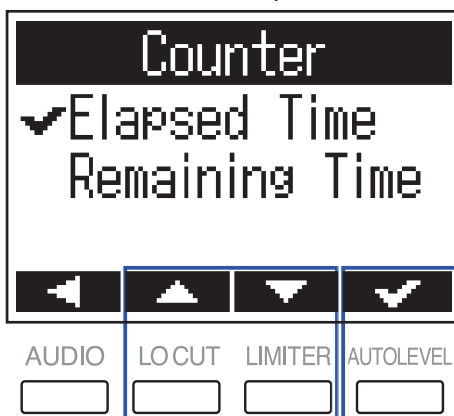 Counter
✔Elapsed Time
Remaining Time
AUDIO LO CUT LIMITER AUTOLEVEL